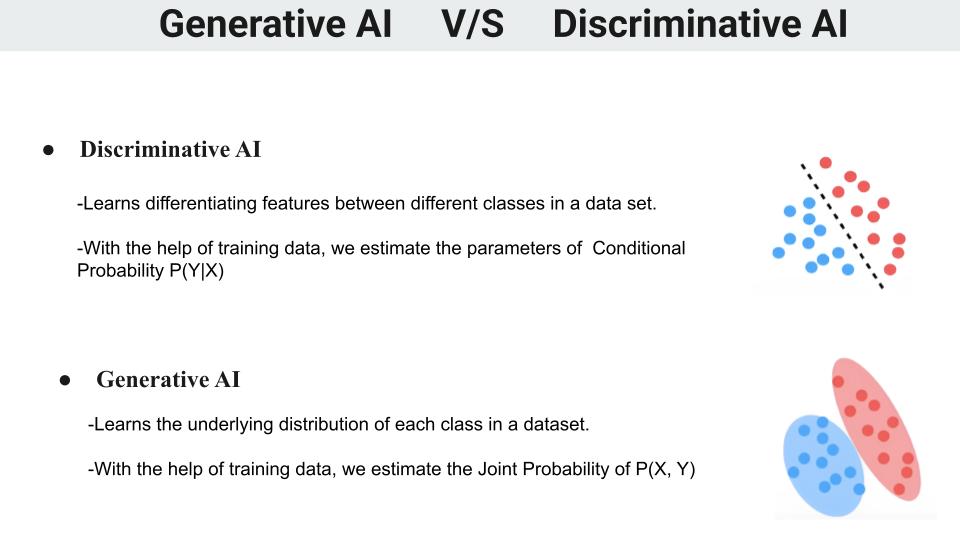 Generative AI V/S Discriminative AI
● Discriminative AI
-Learns differentiating features between different classes in a data set.
-With the help of training data, we estimate the parameters of  Conditional
Probability P(Y|X)
● Generative AI
-Learns the underlying distribution of each class in a dataset.
-With the help of training data, we estimate the Joint Probability of P(X, Y)